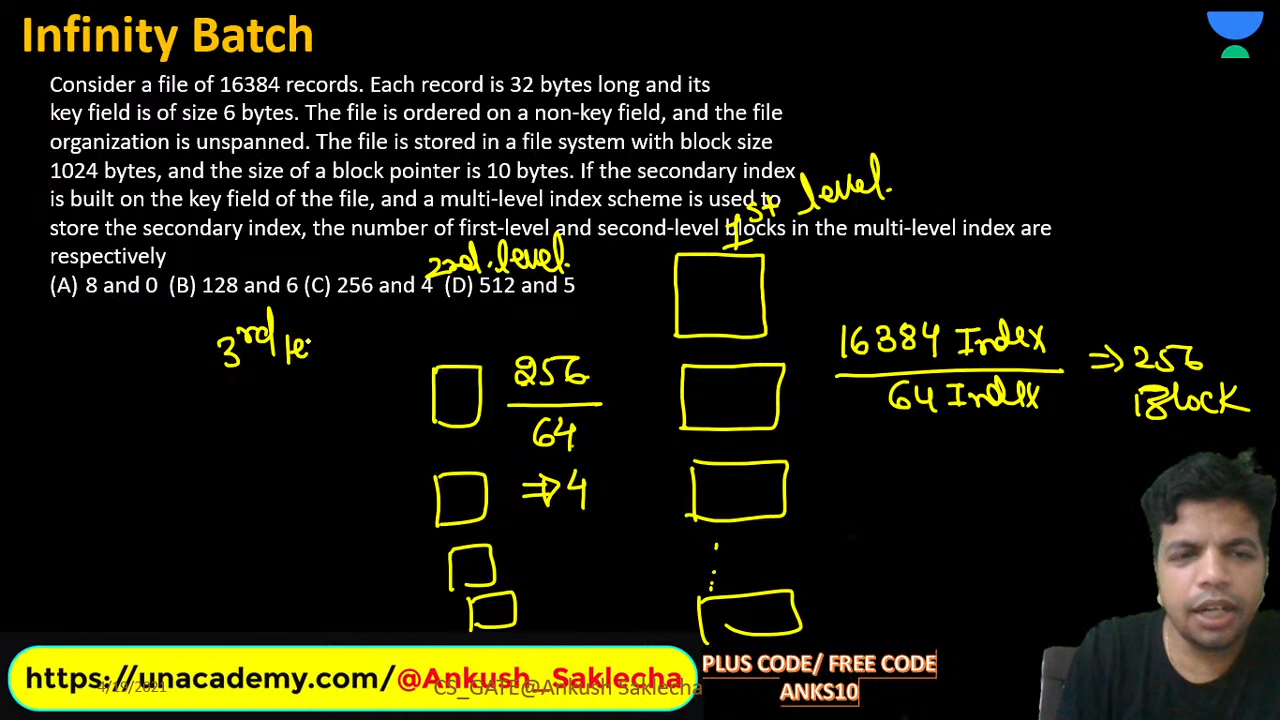 Infinity Batch
Consider a file of 16384 records. Each record is 32 bytes long and its
key field is of size 6 bytes. The file is ordered on a non-key field, and the file
organization is unspanned. The file is stored in a file system with block size
1024 bytes, and the size of a block pointer is 10 bytes. If the secondary index
is built on the key field of the file, and a multi-level index scheme is used to
store the secondary index, the number of first-level and second-level blocks in the multi-level index are
respectively
(A) 8 and 0 (B) 128 and 6 (C) 256 and 4 (D) 512 and 5
1st level.
2nd. level.
3rd le
256
64
⇒ 4
16384 Index
64 Index
⇒ 256
Block
https://unacademy.com/@Ankush_Saklecha
4/29/2021
CS_GATE@Ankush Saklecha
PLUS CODE/ FREE CODE
ANKS10